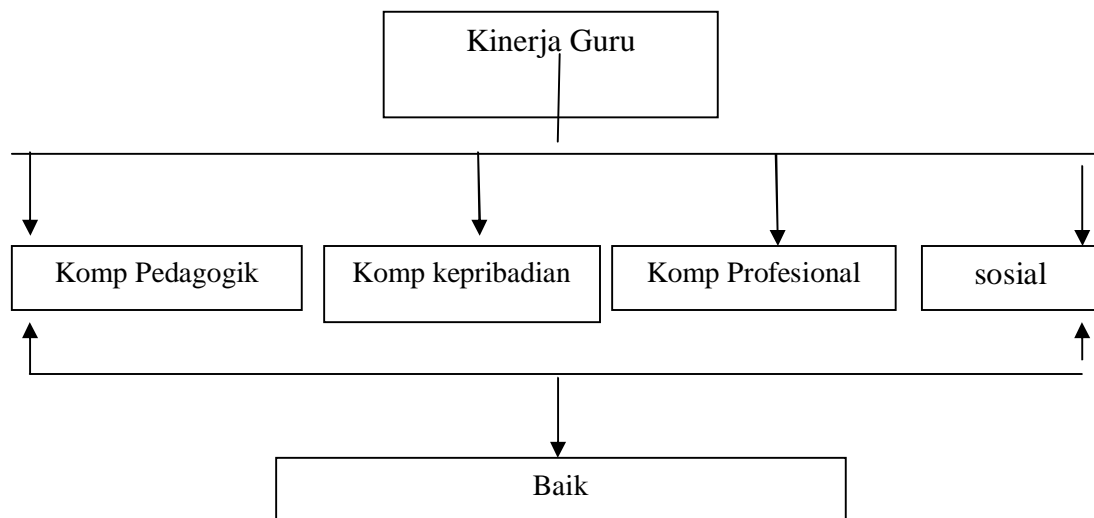 Kinerja Guru
Komp Pedagogik
Komp kepribadian
Komp Profesional
sosial
Baik